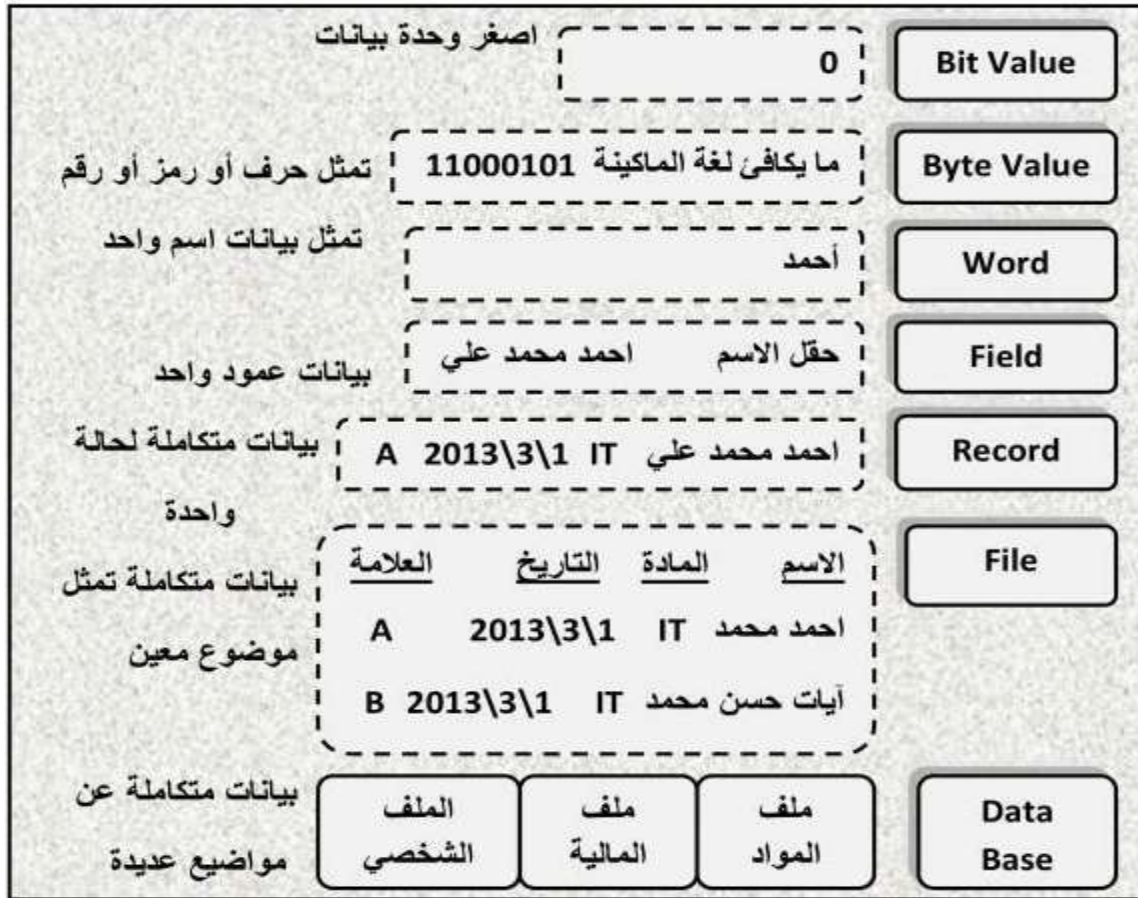 Bit Value
0
اصغر وحدة بيانات
Byte Value
ما يكافئ لغة الماكينة 11000101
تمثل حرف أو رمز أو رقم
Word
أحمد
تمثل بيانات اسم واحد
Field
حقل الاسم احمد محمد علي
بيانات عمود واحد
Record
احمد محمد علي IT 1\3\2013 A
بيانات متكاملة لحالة
واحدة
File
الاسم المادة التاريخ العلامة
احمد محمد IT 1\3\2013 A
آيات حسن محمد IT 1\3\2013 B
بيانات متكاملة تمثل
موضوع معين
Data
Base
ملف
المواد
ملف
المالية
الملف
الشخصي
بيانات متكاملة عن
مواضيع عديدة